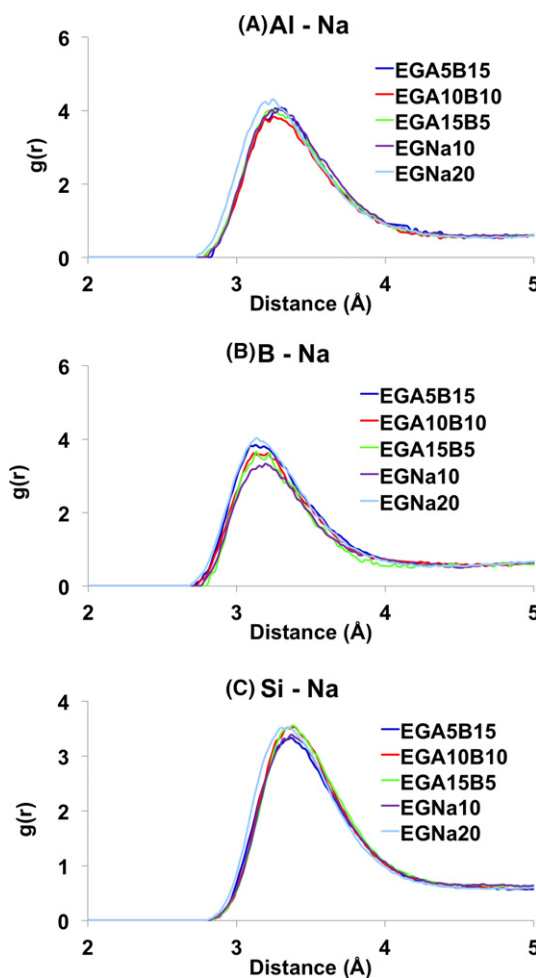 (A) Al - Na
6
EGA5B15
EGA10B10
4
EGA15B5
g(r)
EGNa10
2
EGNa20
0
2 3 4 5
Distance (Å)
(B) B - Na
6
EGA5B15
EGA10B10
4
EGA15B5
g(r)
EGNa10
2
EGNa20
0
2 3 4 5
Distance (Å)
(C) Si - Na
4
EGA5B15
3
EGA10B10
EGA15B5
g(r)
2
EGNa10
EGNa20
1
0
2 3 4 5
Distance (Å)